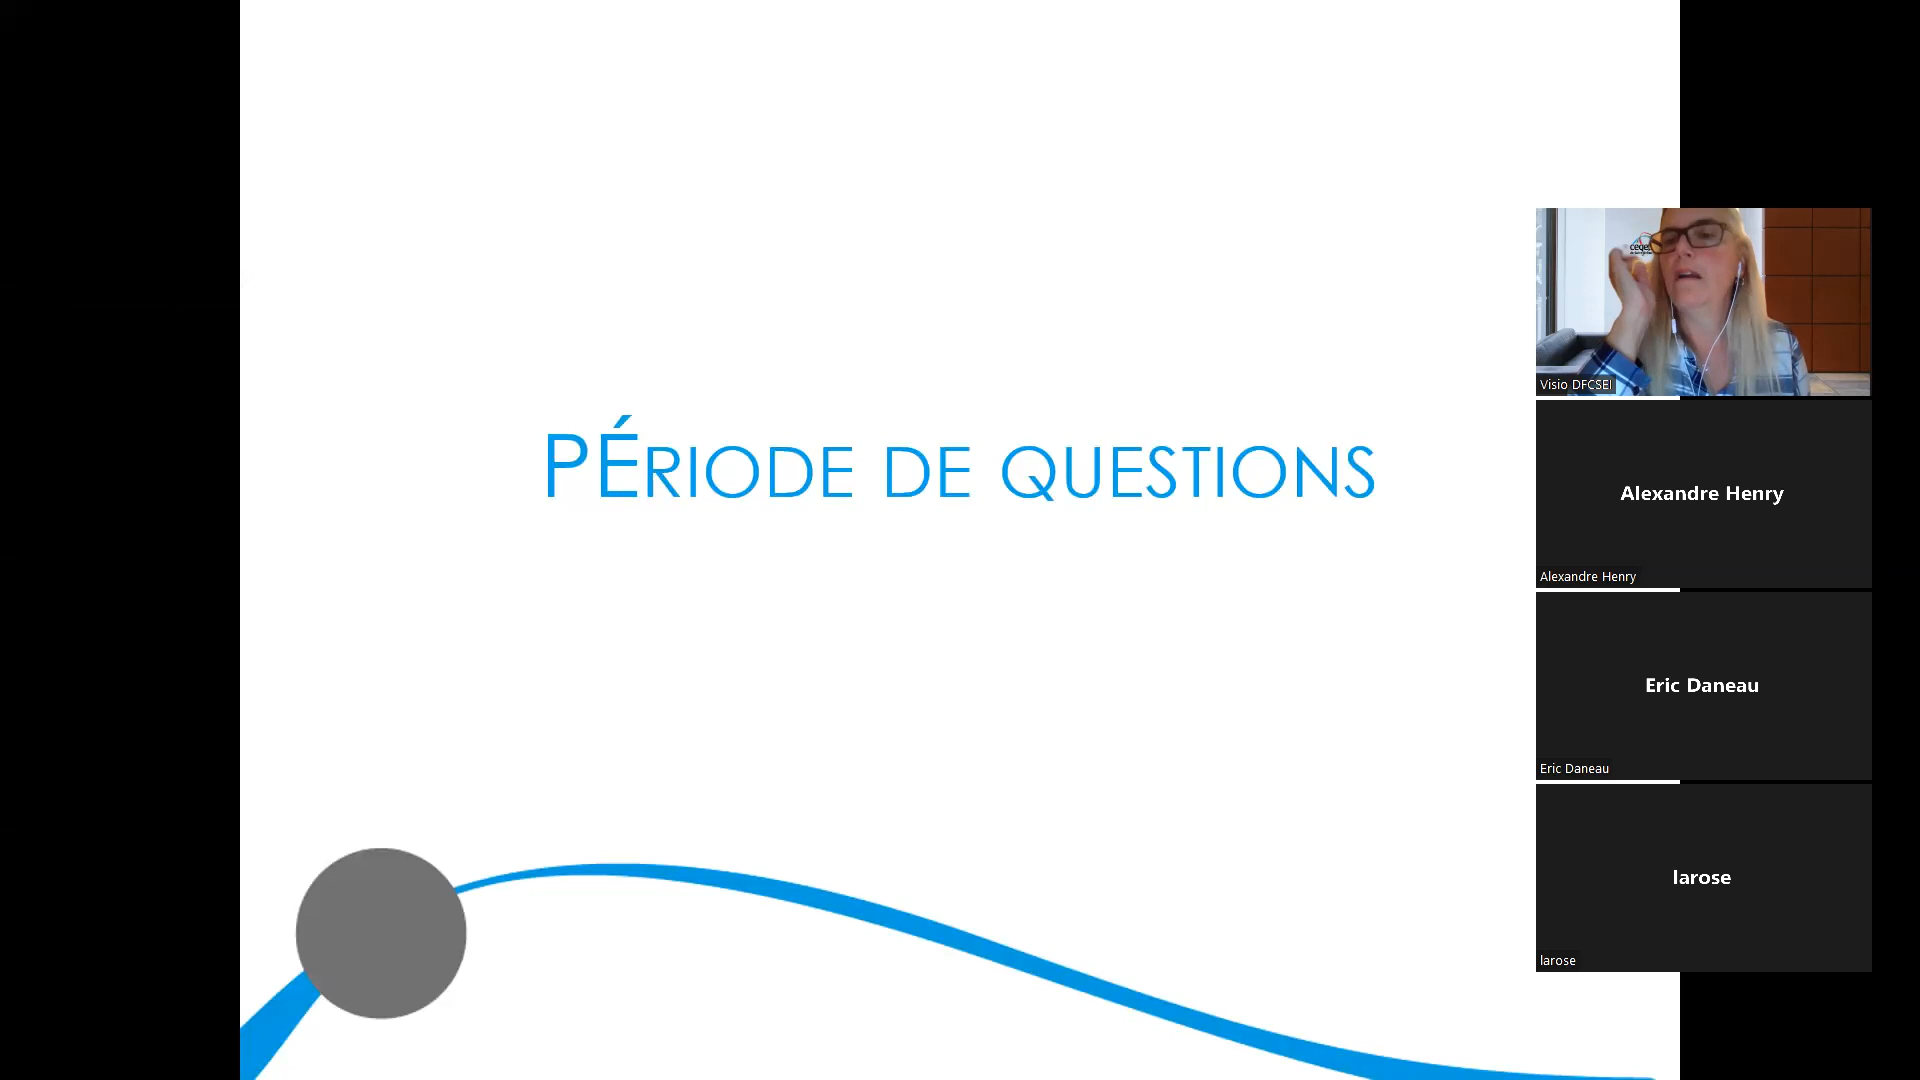 PÉRIODE DE QUESTIONS
Visio DFCSEI
Alexandre Henry
Alexandre Henry
Eric Daneau
Eric Daneau
larose
larose